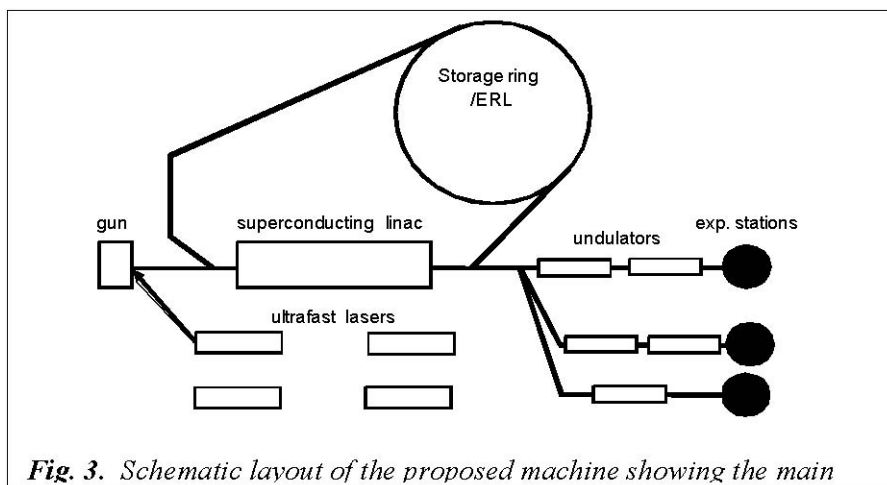 Storage ring
/ERL
gun
superconducting linac
undulators
exp. stations
ultrafast lasers
Fig. 3. Schematic layout of the proposed machine showing the main